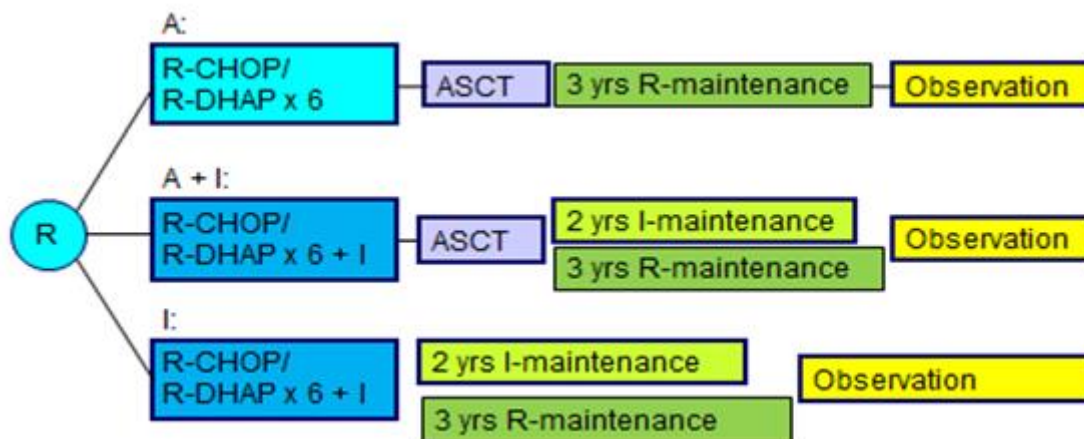 A:
R-CHOP/
R-DHAP x 6
ASCT
3 yrs R-maintenance
Observation
R
A + I:
R-CHOP/
R-DHAP x 6 + I
ASCT
2 yrs I-maintenance
3 yrs R-maintenance
Observation
I:
R-CHOP/
R-DHAP x 6 + I
2 yrs I-maintenance
3 yrs R-maintenance
Observation